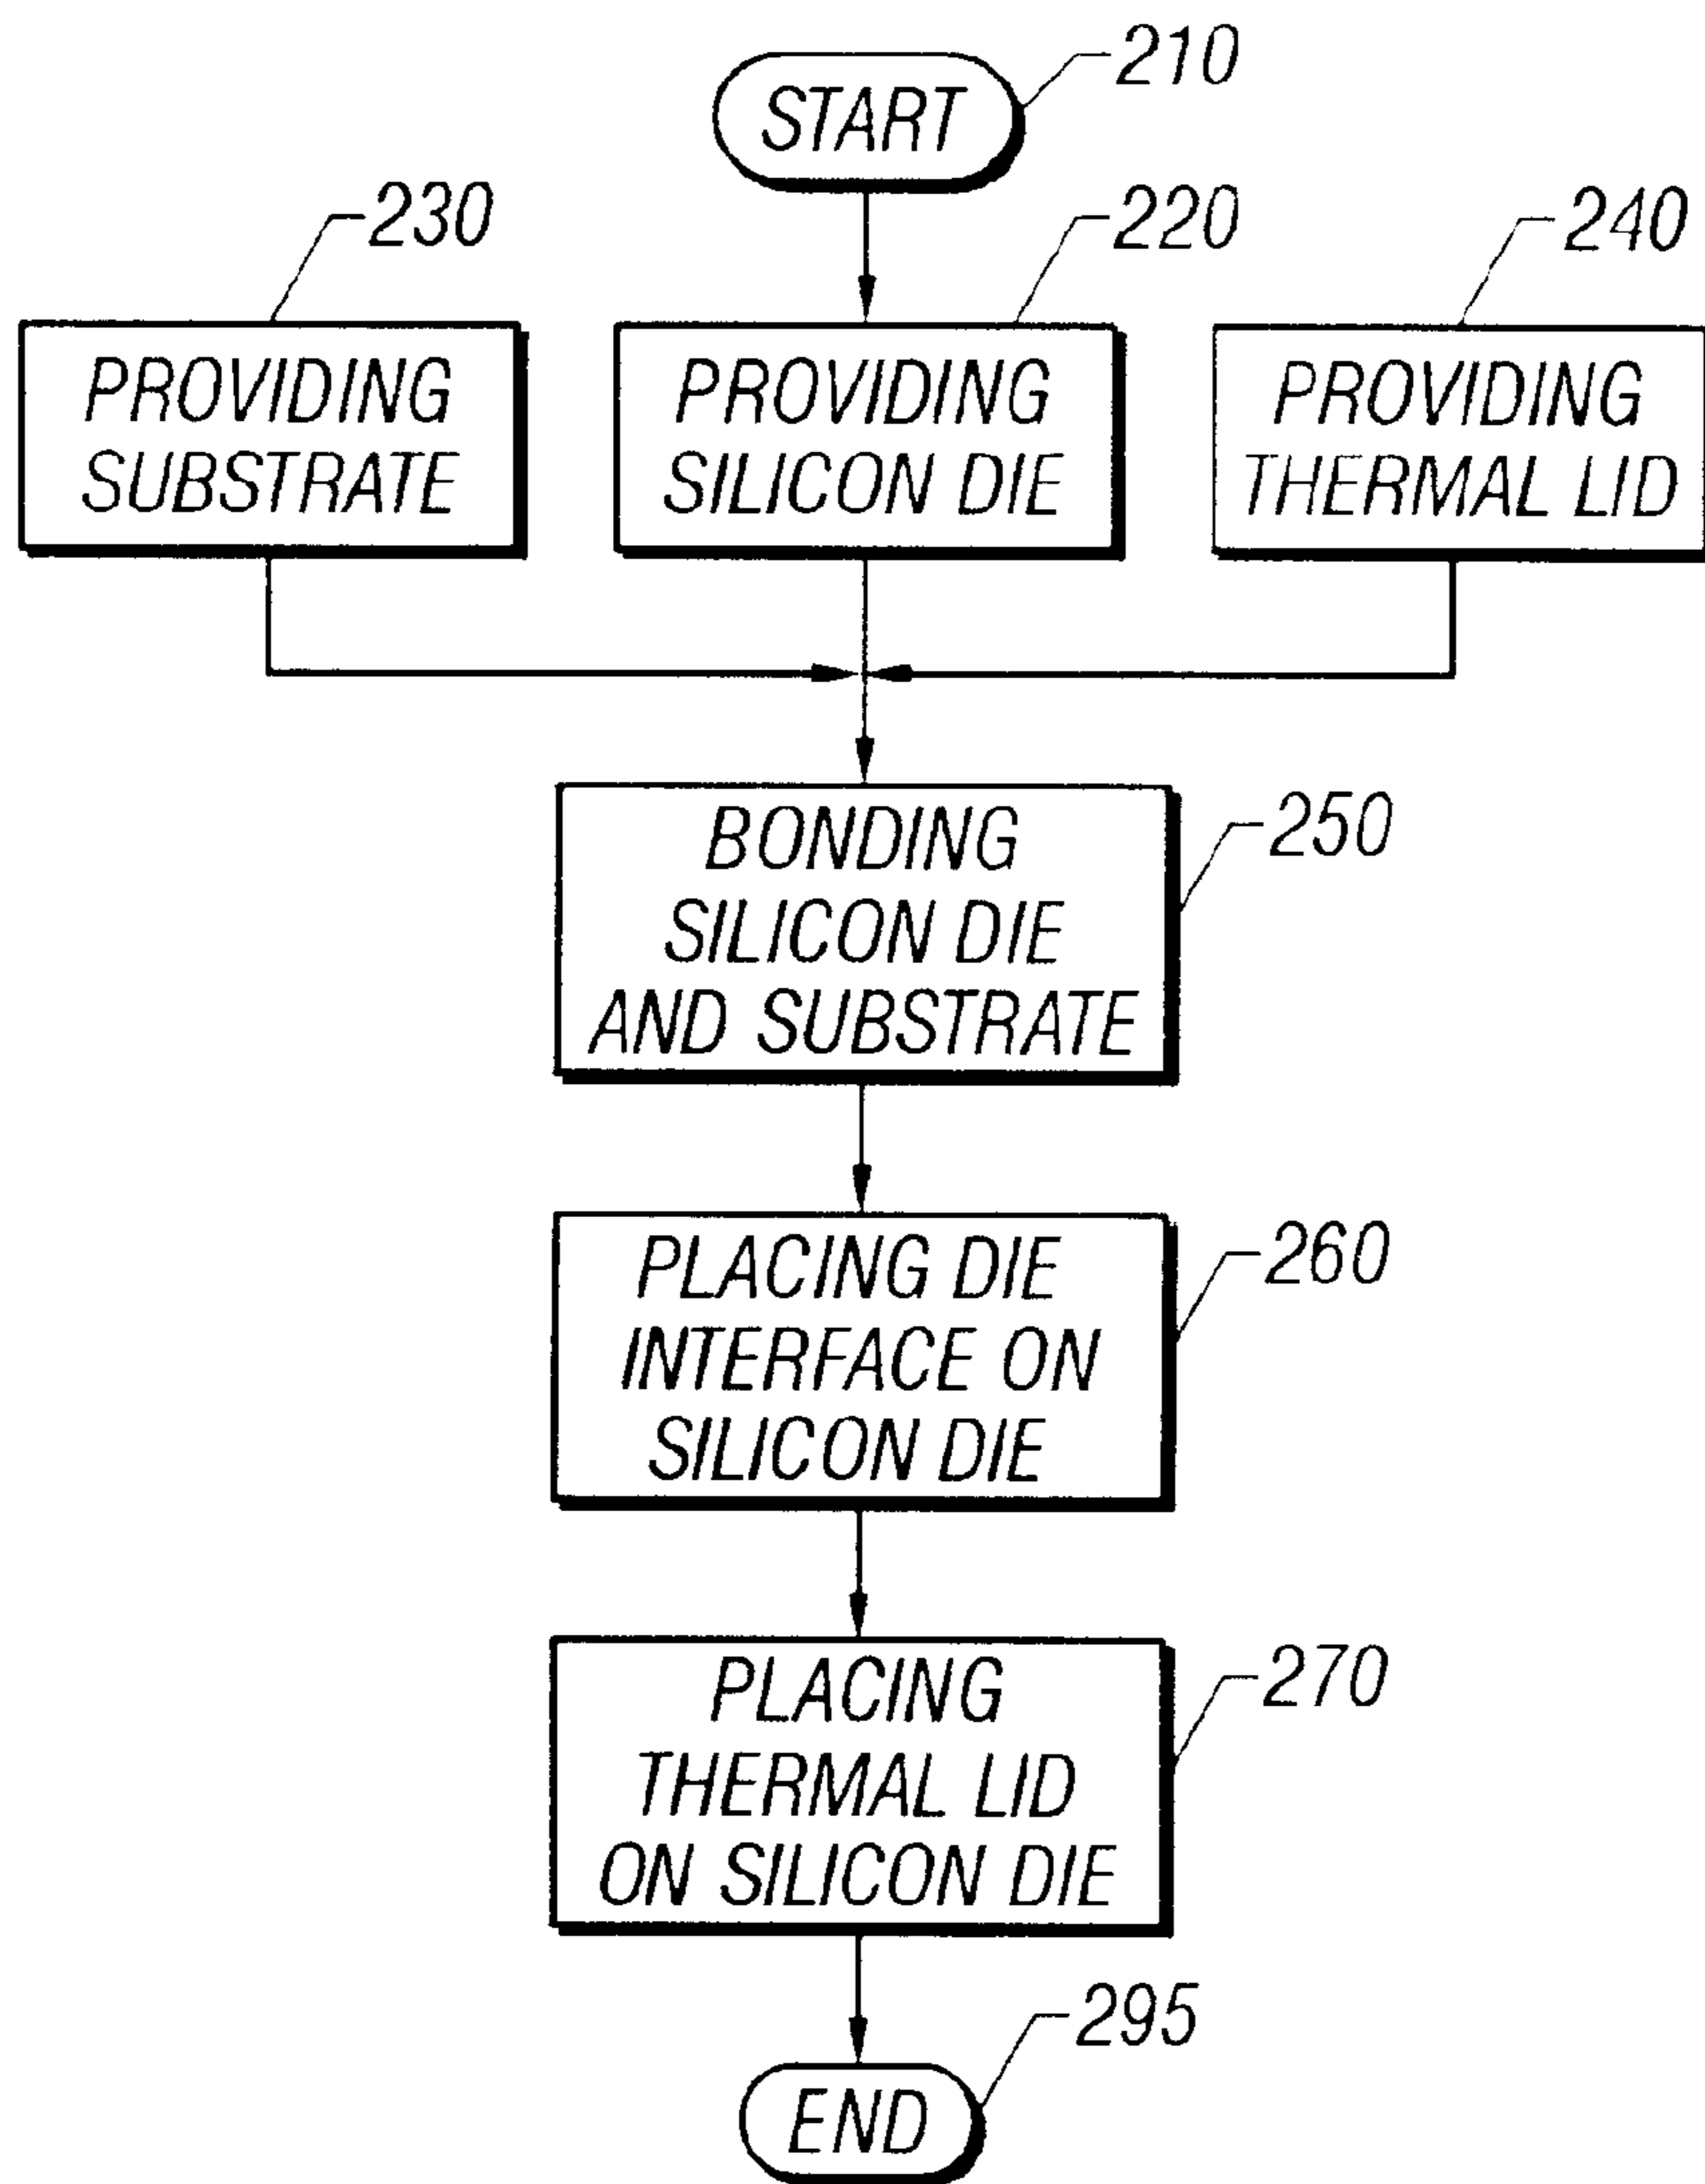 210
START
230
220
240
PROVIDING
SUBSTRATE
PROVIDING
SILICON DIE
PROVIDING
THERMAL LID
BONDING
SILICON DIE
AND SUBSTRATE
250
PLACING DIE
INTERFACE ON
SILICON DIE
260
PLACING
THERMAL LID
ON SILICON DIE
270
295
END